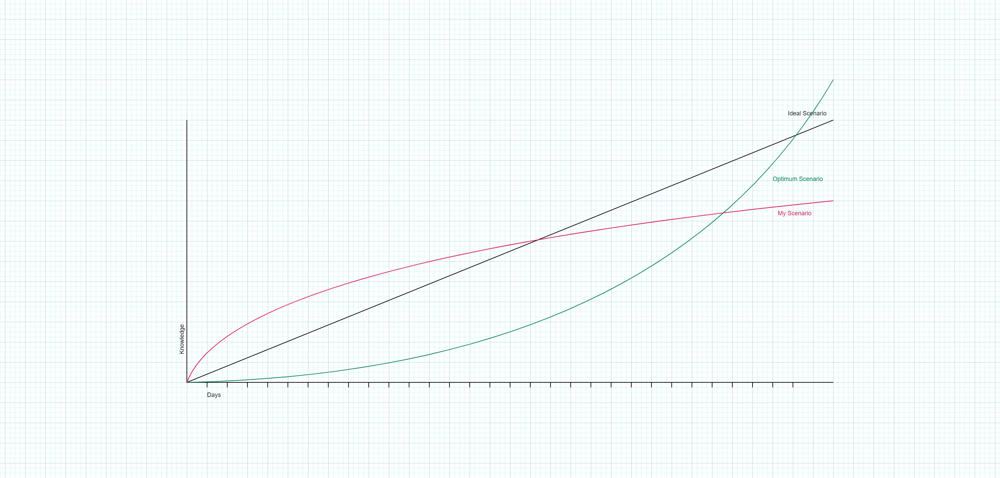 Ideal Scenario
Optimum Scenario
My Scenario
Knowledge
Days